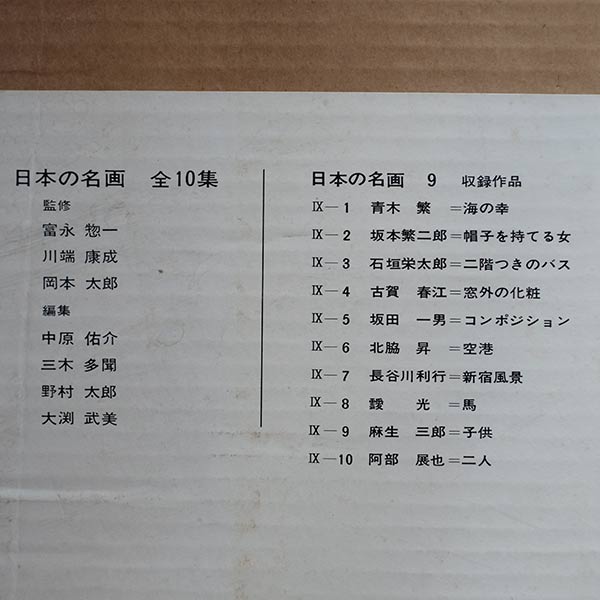 日本の名画 全10集
監修
富永 惣一
川端 康成
岡本 太郎
編集
中原 佑介
三木 多聞
野村 太郎
大渕 武美
日本の名画 9 収録作品
Ⅸ―1 青木 繁＝海の幸
Ⅸ―2 坂本繁二郎＝帽子を持てる女
Ⅸ―3 石垣栄太郎＝二階つきのバス
Ⅸ―4 古賀 春江＝窓外の化粧
Ⅸ―5 坂田 一男＝コンポジション
Ⅸ―6 北脇 昇＝空港
Ⅸ―7 長谷川利行＝新宿風景
Ⅸ―8 靉 光＝馬
Ⅸ―9 麻生 三郎＝子供
Ⅸ―10 阿部 展也＝二人